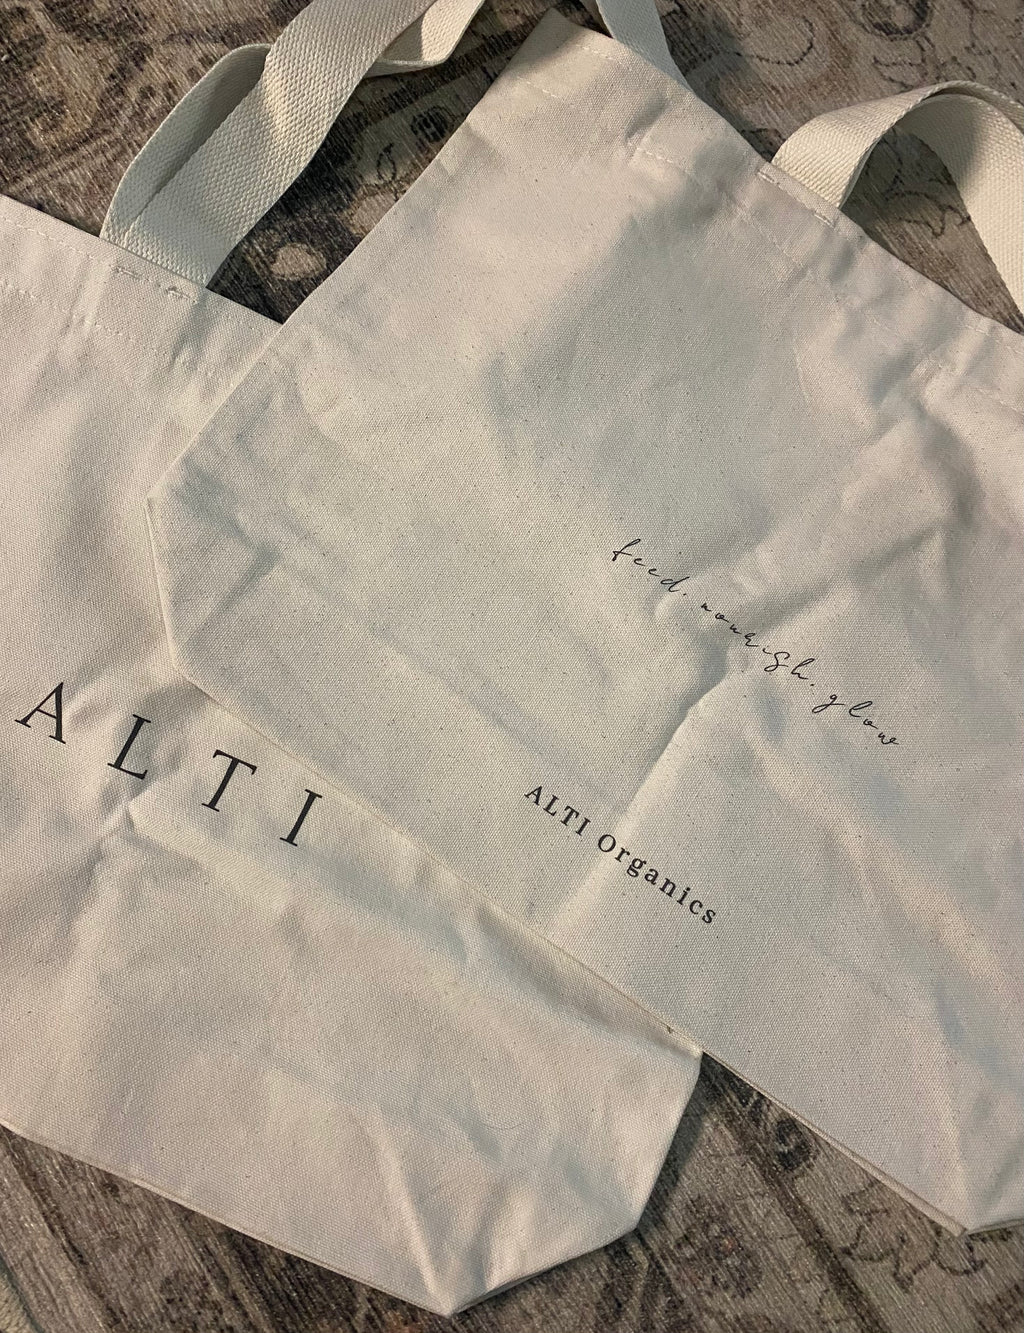 ALTI
feed. nourish. glow
ALTI Organics